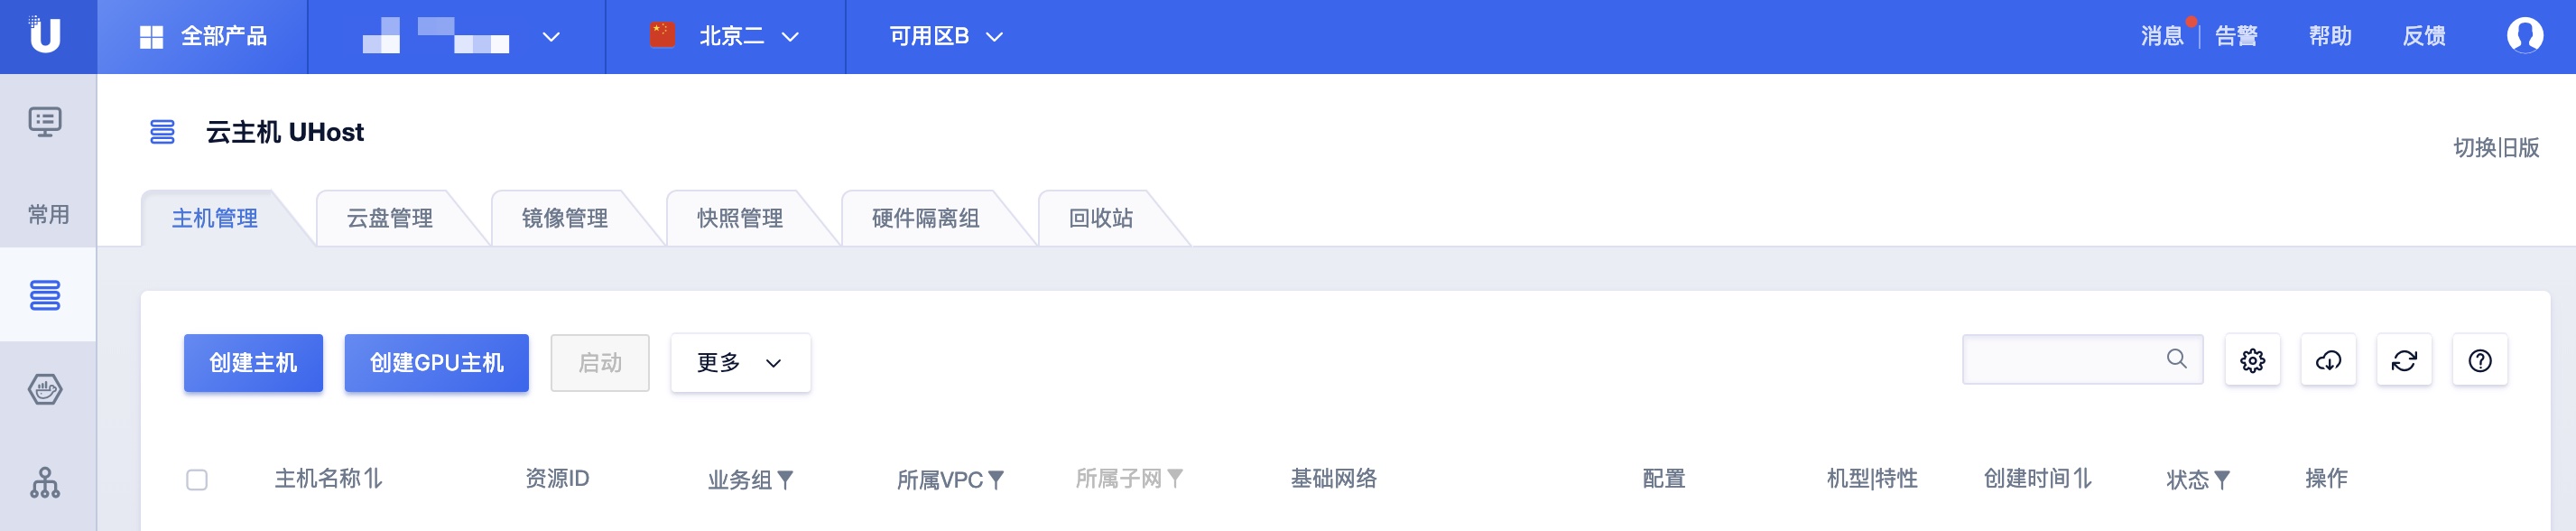 U 全部产品 北京二 可用区B 消息 告警 帮助 反馈
云主机 UHost
切换旧版
常用
主机管理 云盘管理 镜像管理 快照管理 硬件隔离组 回收站
创建主机 创建GPU主机 启动 更多
主机名称 资源ID 业务组 所属VPC 所属子网 基础网络 配置 机型|特性 创建时间 状态 操作